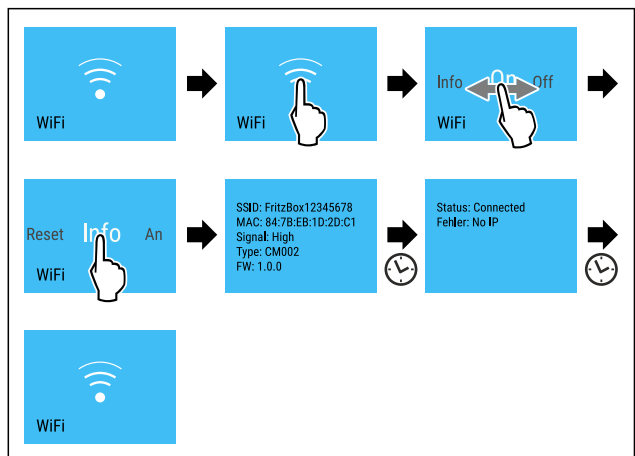 WiFi
WiFi
Info On Off
WiFi
Reset Info An
WiFi
SSID: FritzBox12345678
MAC: 84:7B:EB:1D:2D:C1
Signal: High
Type: CM002
FW: 1.0.0
Status: Connected
Fehler: No IP
WiFi